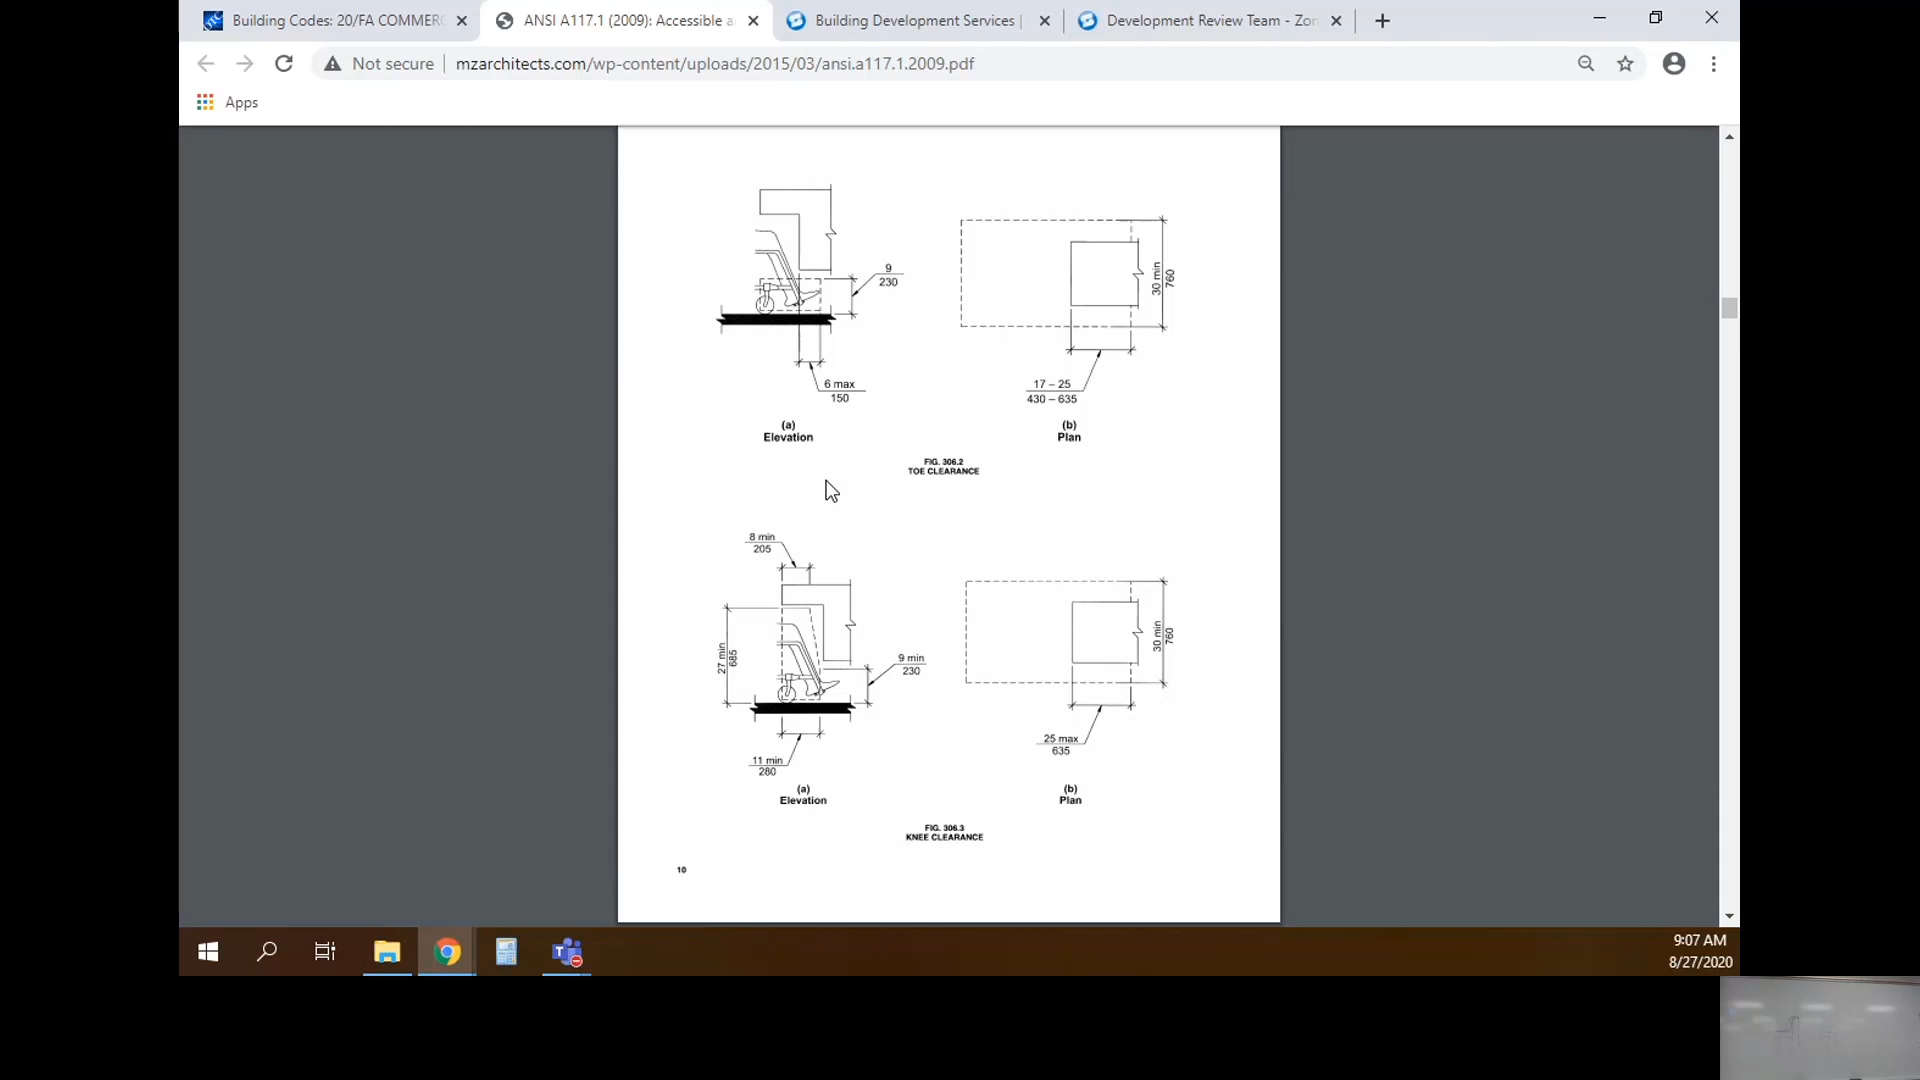 Building Codes: 20/FA COMMERC
ANSI A117.1 (2009): Accessible a
Building Development Services |
Development Review Team - Zon
Not secure
mzarchitects.com/wp-content/uploads/2015/03/ansi.a117.1.2009.pdf
Apps
9
230
6 max
150
30 min
760
17 – 25
430 – 635
(a)
Elevation
(b)
Plan
FIG. 306.2
TOE CLEARANCE
8 min
205
27 min
685
9 min
230
11 min
280
30 min
760
25 max
635
(a)
Elevation
(b)
Plan
FIG. 306.3
KNEE CLEARANCE
10
9:07 AM
8/27/2020